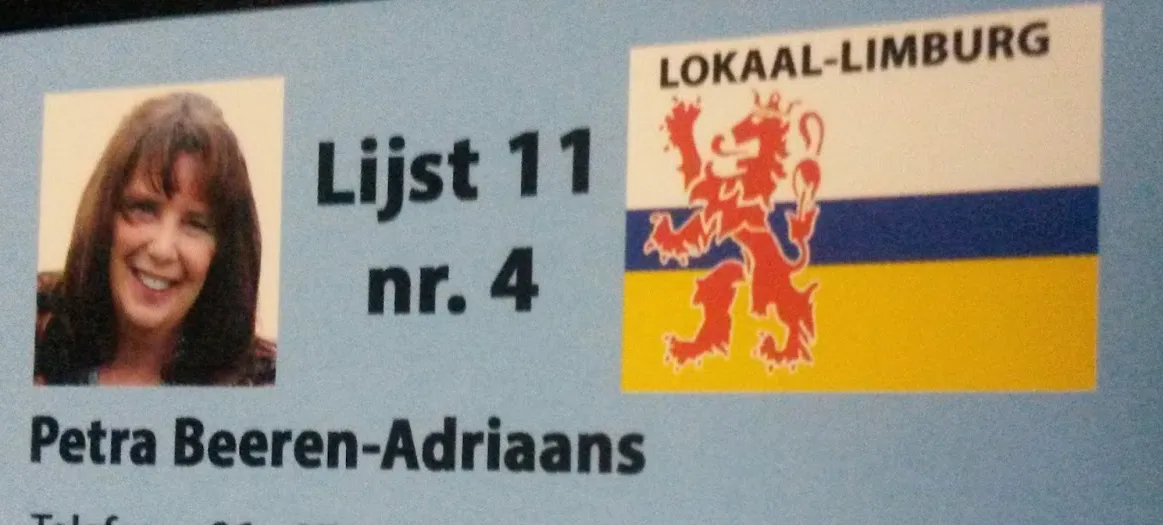 LOKAAL-LIMBURG
Lijst 11
nr. 4
Petra Beeren-Adriaans